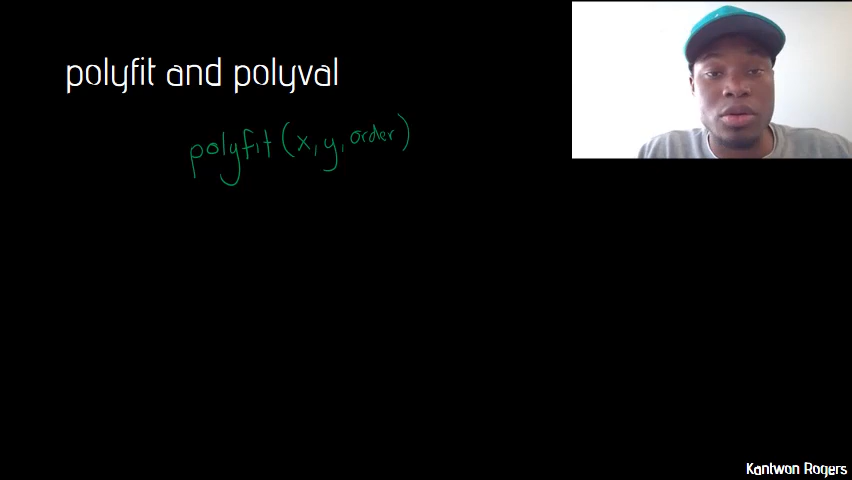 polyfit and polyval
polyfit(x, y, order)
Kantwon Rogers